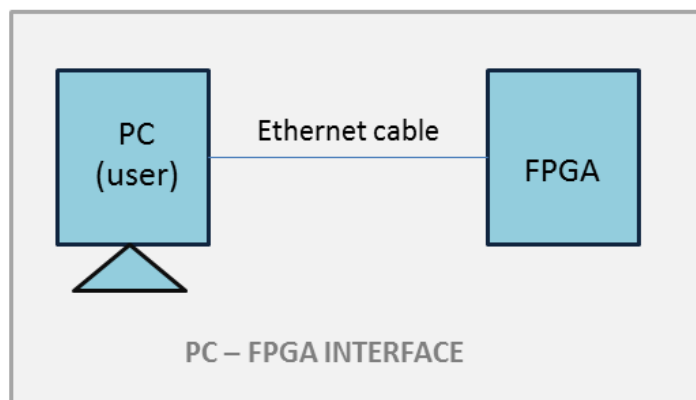 PC
(user)
Ethernet cable
FPGA
PC – FPGA INTERFACE